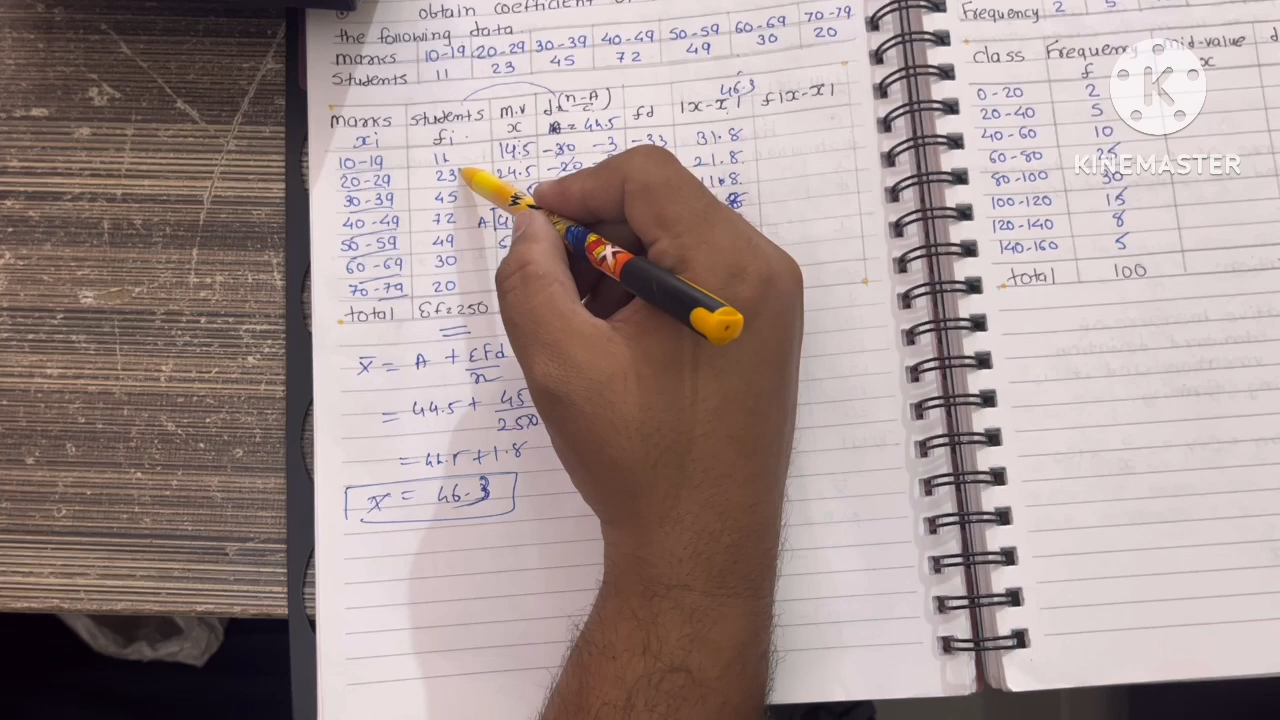 obtain coefficient
the following data
marks 10-19 20-29 30-39 40-49 50-59 60-69 70-79
Students 11 23 45 72 49 30 20
marks students m.v fd |x-x̄| f|x-x̄|
46.3
xi fi x = 44.5
10-19 11 14.5 -30 -3 -33 31.8
20-29 23 24.5 -20 21.8
30-39 45
40-49 72 A
50-59 49
60-69 30
70-79 20
total Σf=250
x̄ = A + Σfd
n
= 44.5 + 45
250
= 44.5 + 1.8
x̄ = 46.3
Frequency 2 5
class Frequency mid-value
f x
0-20 2
20-40 5
40-60 10
60-80 25
80-100 30
100-120 15
120-140 8
140-160 5
total 100
K
KINEMASTER